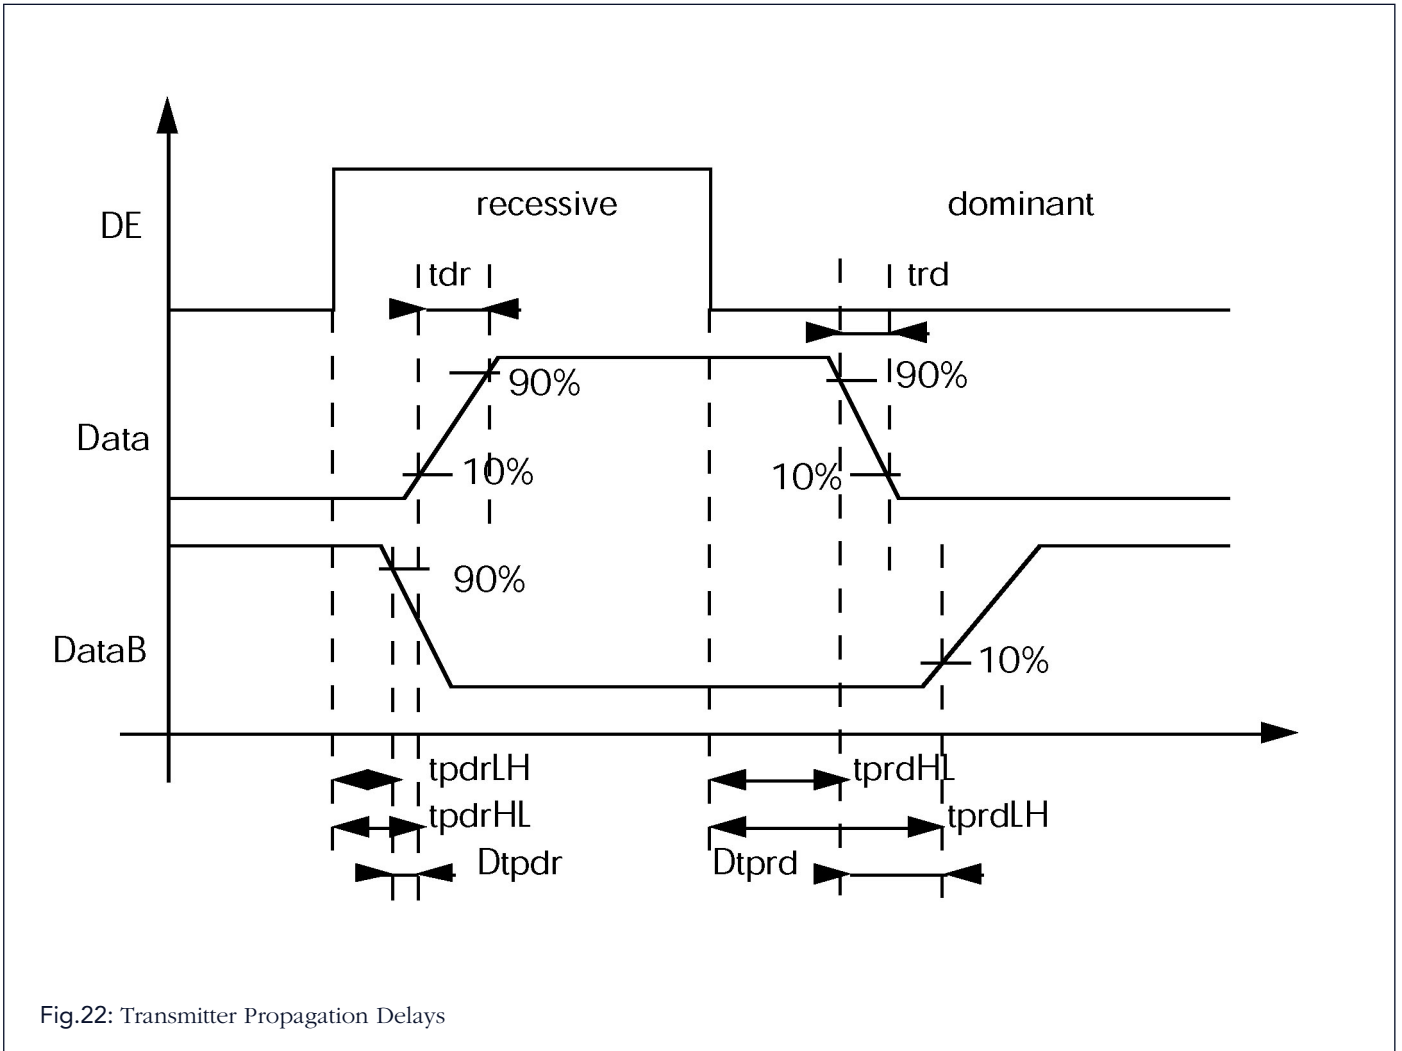 recessive
dominant
DE
tdr
trd
90%
90%
Data
10%
10%
90%
DataB
10%
tpdrLH
tprdHL
tpdrHL
tprdLH
Dtpdr
Dtprd
Fig.22: Transmitter Propagation Delays